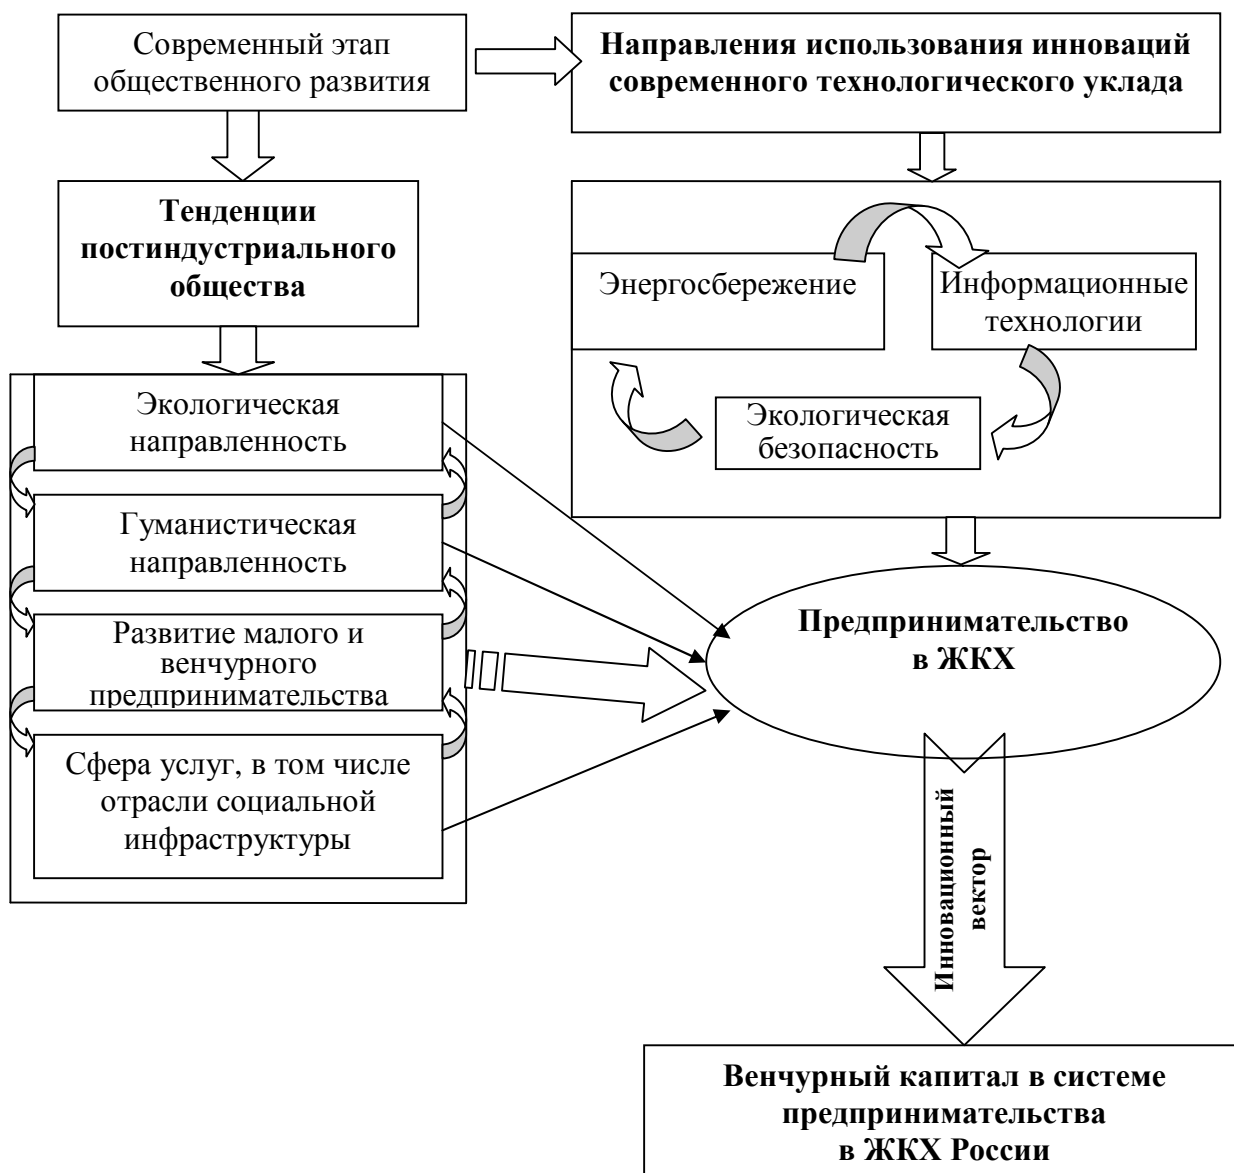 Современный этап
общественного развития
Направления использования инноваций
современного технологического уклада
Тенденции
постиндустриального
общества
Энергосбережение
Информационные
технологии
Экологическая
безопасность
Экологическая
направленность
Гуманистическая
направленность
Развитие малого и
венчурного
предпринимательства
Сфера услуг, в том числе
отрасли социальной
инфраструктуры
Предпринимательство
в ЖКХ
Инновационный
вектор
Венчурный капитал в системе
предпринимательства
в ЖКХ России